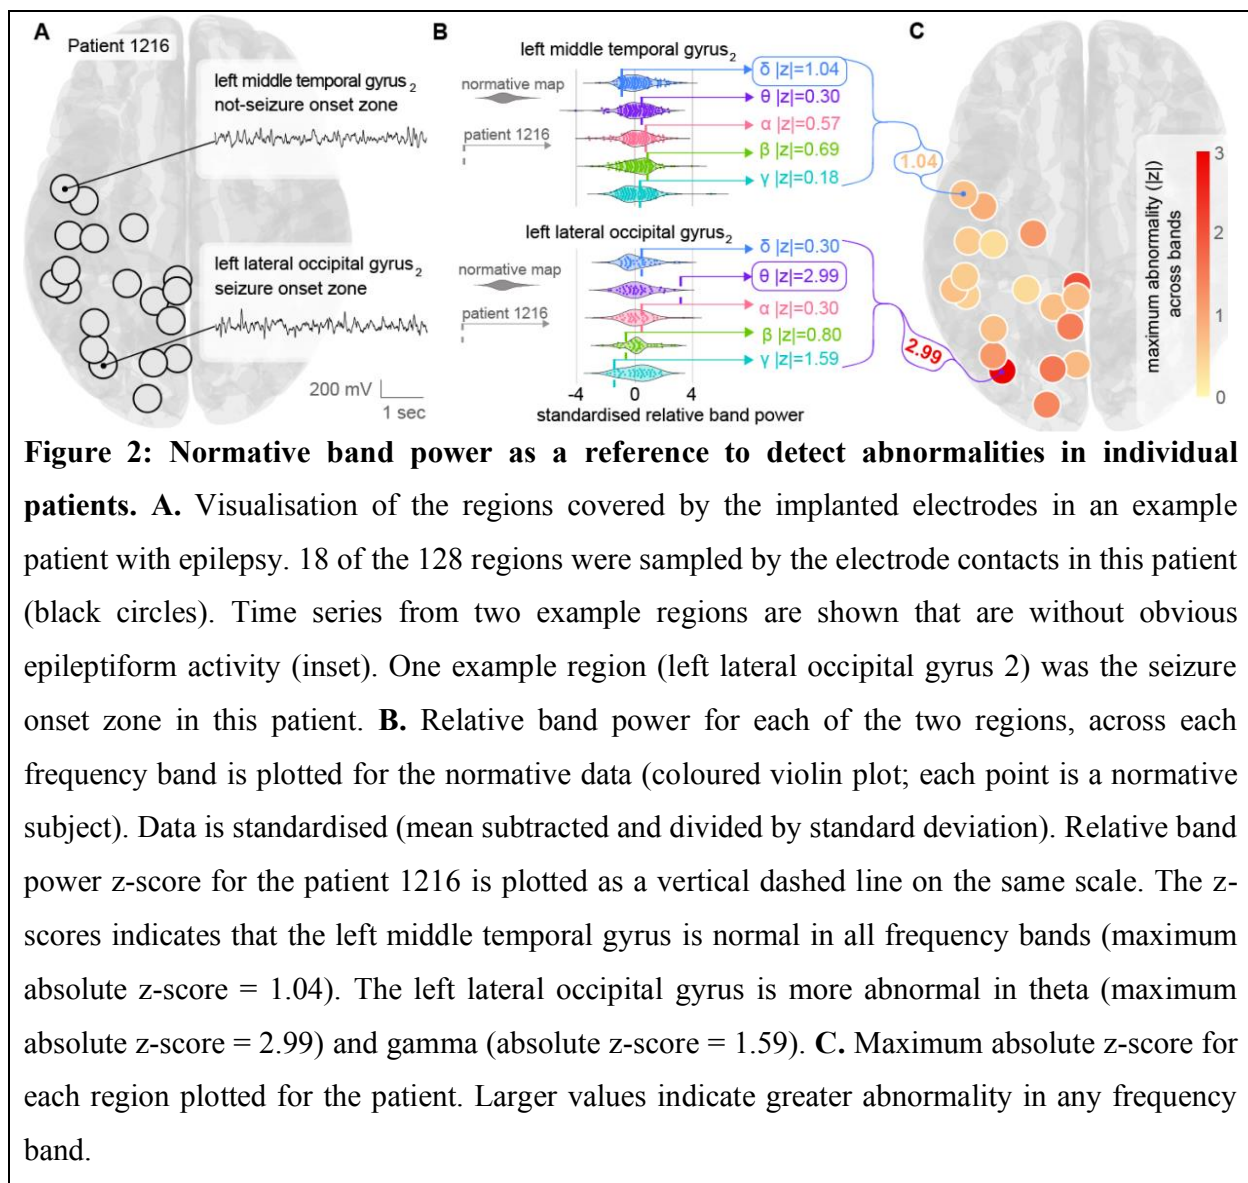 A
Patient 1216
left middle temporal gyrus₂
not-seizure onset zone
left lateral occipital gyrus₂
seizure onset zone
200 mV
1 sec
B
left middle temporal gyrus₂
normative map
patient 1216
δ |z|=1.04
θ |z|=0.30
α |z|=0.57
β |z|=0.69
γ |z|=0.18
left lateral occipital gyrus₂
normative map
patient 1216
δ |z|=0.30
θ |z|=2.99
α |z|=0.30
β |z|=0.80
γ |z|=1.59
-4 0 4
standardised relative band power
C
1.04
2.99
maximum abnormality (|z|)
across bands
3
2
1
0
Figure 2: Normative band power as a reference to detect abnormalities in individual
patients. A. Visualisation of the regions covered by the implanted electrodes in an example
patient with epilepsy. 18 of the 128 regions were sampled by the electrode contacts in this patient
(black circles). Time series from two example regions are shown that are without obvious
epileptiform activity (inset). One example region (left lateral occipital gyrus 2) was the seizure
onset zone in this patient. B. Relative band power for each of the two regions, across each
frequency band is plotted for the normative data (coloured violin plot; each point is a normative
subject). Data is standardised (mean subtracted and divided by standard deviation). Relative band
power z-score for the patient 1216 is plotted as a vertical dashed line on the same scale. The z-
scores indicates that the left middle temporal gyrus is normal in all frequency bands (maximum
absolute z-score = 1.04). The left lateral occipital gyrus is more abnormal in theta (maximum
absolute z-score = 2.99) and gamma (absolute z-score = 1.59). C. Maximum absolute z-score for
each region plotted for the patient. Larger values indicate greater abnormality in any frequency
band.